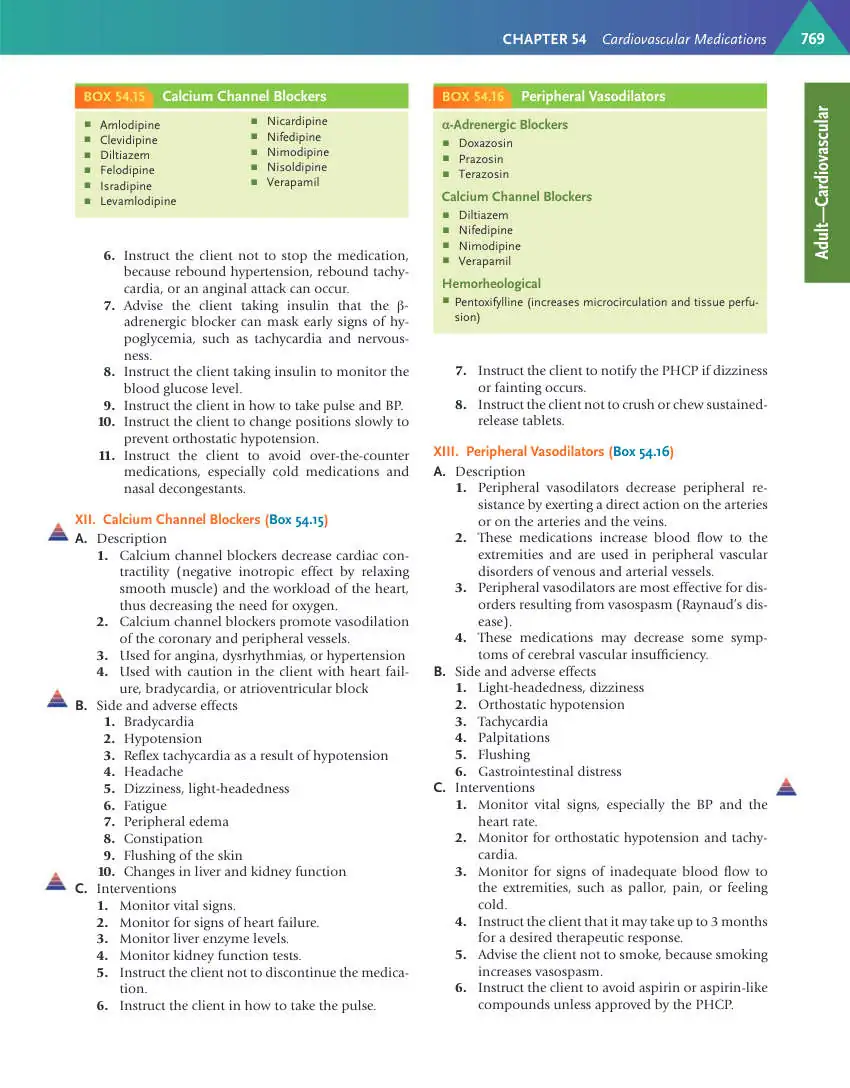 CHAPTER 54 Cardiovascular Medications 769
BOX 54.15 Calcium Channel Blockers
■ Amlodipine
■ Clevidipine
■ Diltiazem
■ Felodipine
■ Isradipine
■ Levamlodipine
■ Nicardipine
■ Nifedipine
■ Nimodipine
■ Nisoldipine
■ Verapamil
6. Instruct the client not to stop the medication,
because rebound hypertension, rebound tachy-
cardia, or an anginal attack can occur.
7. Advise the client taking insulin that the β-
adrenergic blocker can mask early signs of hy-
poglycemia, such as tachycardia and nervous-
ness.
8. Instruct the client taking insulin to monitor the
blood glucose level.
9. Instruct the client in how to take pulse and BP.
10. Instruct the client to change positions slowly to
prevent orthostatic hypotension.
11. Instruct the client to avoid over-the-counter
medications, especially cold medications and
nasal decongestants.
XII. Calcium Channel Blockers (Box 54.15)
A. Description
1. Calcium channel blockers decrease cardiac con-
tractility (negative inotropic effect by relaxing
smooth muscle) and the workload of the heart,
thus decreasing the need for oxygen.
2. Calcium channel blockers promote vasodilation
of the coronary and peripheral vessels.
3. Used for angina, dysrhythmias, or hypertension
4. Used with caution in the client with heart fail-
ure, bradycardia, or atrioventricular block
B. Side and adverse effects
1. Bradycardia
2. Hypotension
3. Reflex tachycardia as a result of hypotension
4. Headache
5. Dizziness, light-headedness
6. Fatigue
7. Peripheral edema
8. Constipation
9. Flushing of the skin
10. Changes in liver and kidney function
C. Interventions
1. Monitor vital signs.
2. Monitor for signs of heart failure.
3. Monitor liver enzyme levels.
4. Monitor kidney function tests.
5. Instruct the client not to discontinue the medica-
tion.
6. Instruct the client in how to take the pulse.
BOX 54.16 Peripheral Vasodilators
α-Adrenergic Blockers
■ Doxazosin
■ Prazosin
■ Terazosin
Calcium Channel Blockers
■ Diltiazem
■ Nifedipine
■ Nimodipine
■ Verapamil
Hemorheological
■ Pentoxifylline (increases microcirculation and tissue perfu-
sion)
7. Instruct the client to notify the PHCP if dizziness
or fainting occurs.
8. Instruct the client not to crush or chew sustained-
release tablets.
XIII. Peripheral Vasodilators (Box 54.16)
A. Description
1. Peripheral vasodilators decrease peripheral re-
sistance by exerting a direct action on the arteries
or on the arteries and the veins.
2. These medications increase blood flow to the
extremities and are used in peripheral vascular
disorders of venous and arterial vessels.
3. Peripheral vasodilators are most effective for dis-
orders resulting from vasospasm (Raynaud's dis-
ease).
4. These medications may decrease some symp-
toms of cerebral vascular insufficiency.
B. Side and adverse effects
1. Light-headedness, dizziness
2. Orthostatic hypotension
3. Tachycardia
4. Palpitations
5. Flushing
6. Gastrointestinal distress
C. Interventions
1. Monitor vital signs, especially the BP and the
heart rate.
2. Monitor for orthostatic hypotension and tachy-
cardia.
3. Monitor for signs of inadequate blood flow to
the extremities, such as pallor, pain, or feeling
cold.
4. Instruct the client that it may take up to 3 months
for a desired therapeutic response.
5. Advise the client not to smoke, because smoking
increases vasospasm.
6. Instruct the client to avoid aspirin or aspirin-like
compounds unless approved by the PHCP.
Adult—Cardiovascular